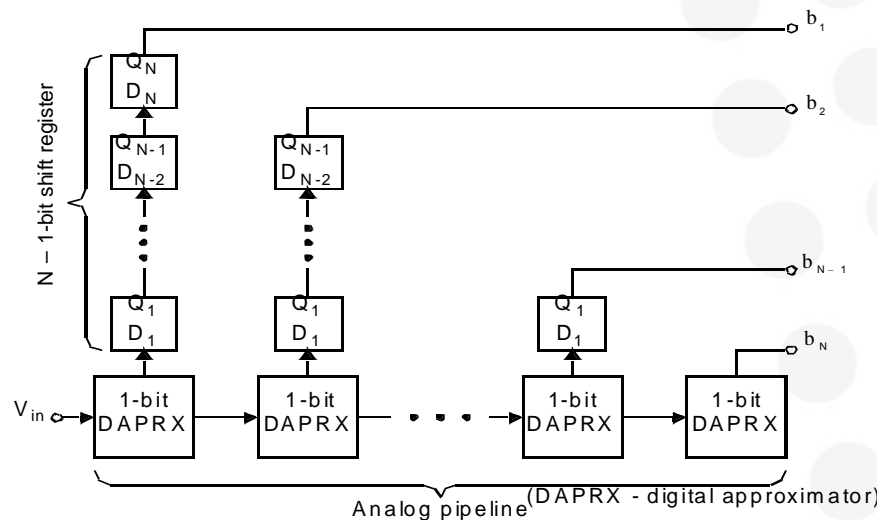 b1
QN
DN
N – 1-bit shift register
b2
QN-1
DN-2
QN-1
DN-2
bN – 1
Q1
D1
Q1
D1
Q1
D1
bN
Vin
1-bit
DAPRX
1-bit
DAPRX
1-bit
DAPRX
1-bit
DAPRX
Analog pipeline (DAPRX - digital approximator)